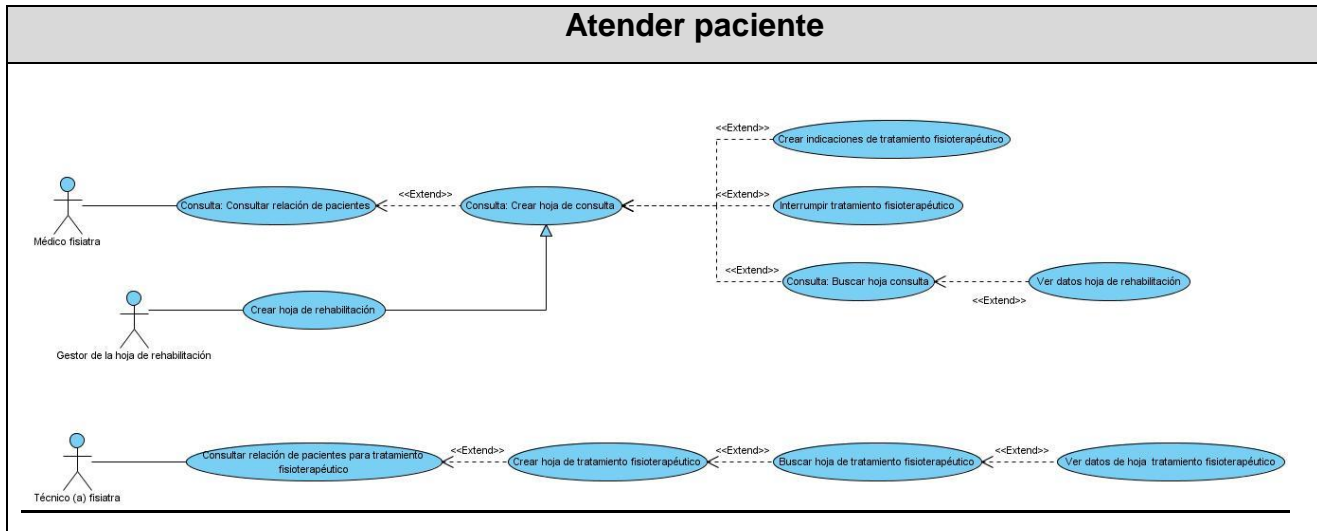 Atender paciente
<<Extend>>
Crear indicaciones de tratamiento fisioterapéutico
<<Extend>>
Consulta: Consultar relación de pacientes
Consulta: Crear hoja de consulta
<<Extend>>
Interrumpir tratamiento fisioterapéutico
Médico fisiatra
<<Extend>>
Consulta: Buscar hoja consulta
Ver datos hoja de rehabilitación
<<Extend>>
Crear hoja de rehabilitación
Gestor de la hoja de rehabilitación
Consultar relación de pacientes para tratamiento
fisioterapéutico
<<Extend>>
Crear hoja de tratamiento fisioterapéutico
<<Extend>>
Buscar hoja de tratamiento fisioterapéutico
<<Extend>>
Ver datos de hoja tratamiento fisioterapéutico
Técnico (a) fisiatra